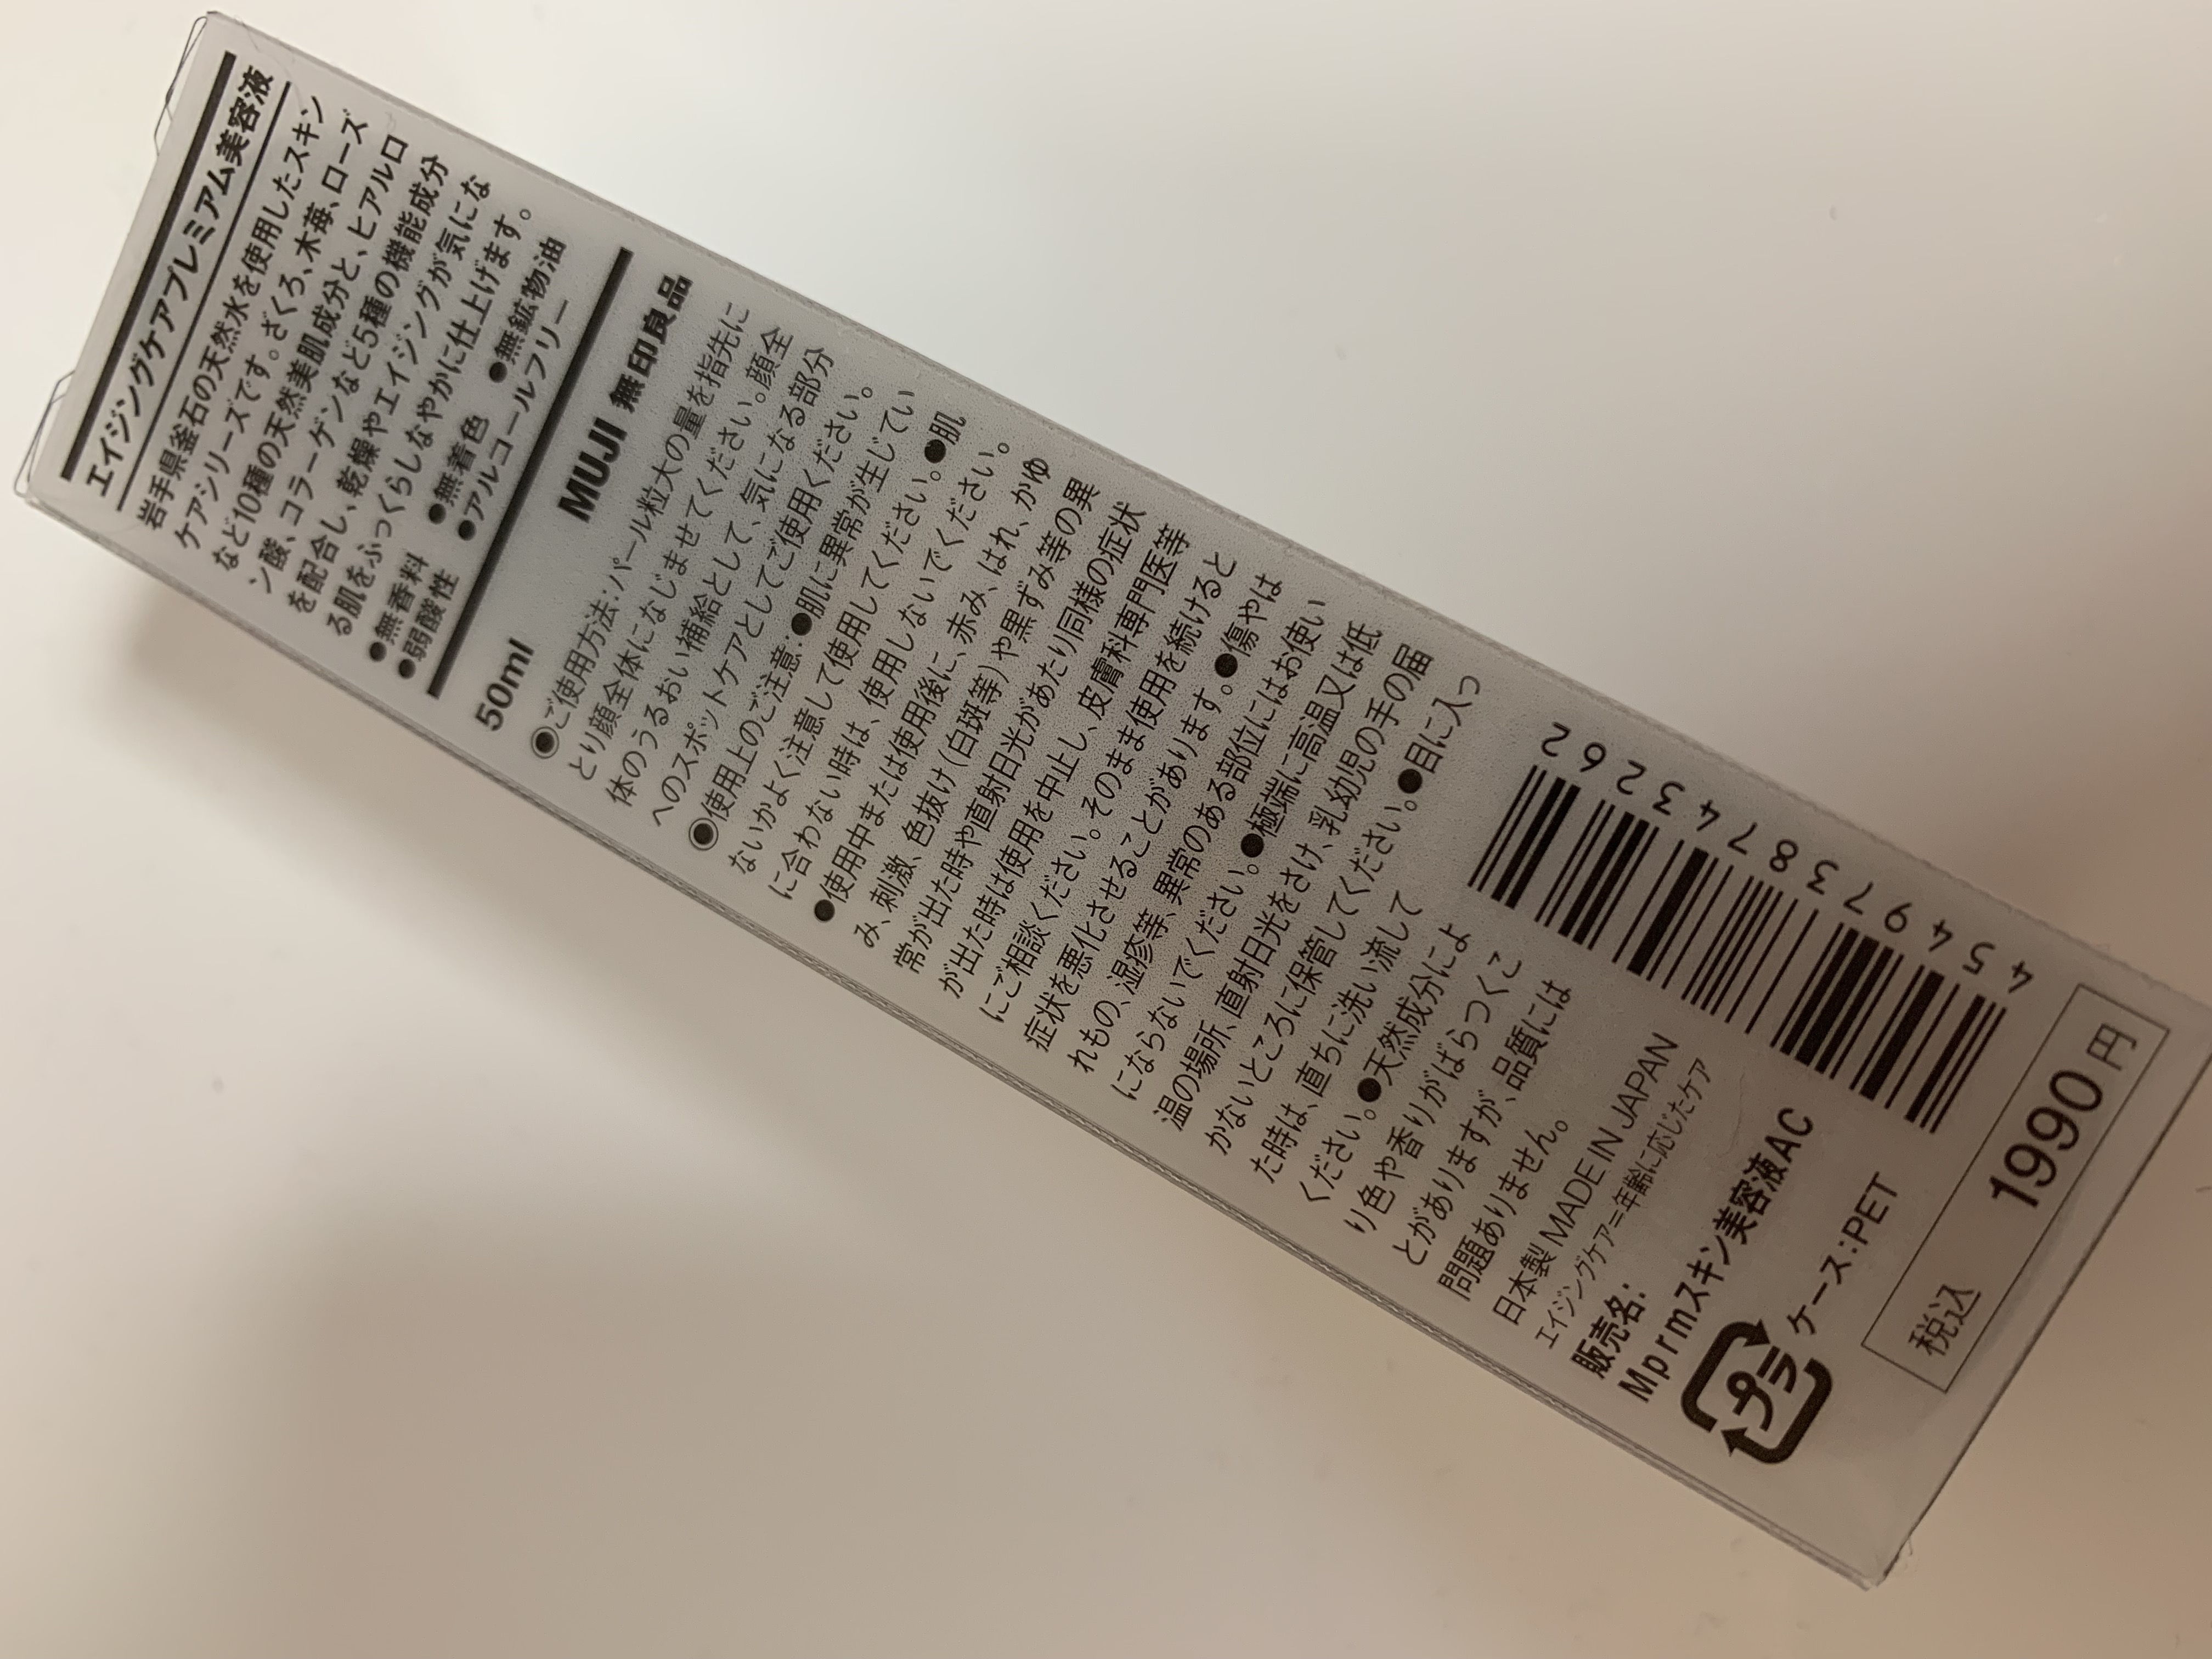 エイジングケアプレミアム美容液
岩手県釜石の天然水を使用したスキン
ケアシリーズです。ざくろ、木苺、ローズ
など10種の天然美肌成分と、ヒアルロ
ン酸、コラーゲンなど5種の機能成分
を配合し、乾燥やエイジングが気にな
る肌をふっくらしなやかに仕上げます。
●無香料 ●無着色 ●無鉱物油
●弱酸性 ●アルコールフリー
50ml MUJI 無印良品
◉ご使用方法：パール粒大の量を指先に
とり顔全体になじませてください。顔全
体のうるおい補給として、気になる部分
へのスポットケアとしてご使用ください。
◉使用上のご注意：●肌に異常が生じてい
ないかよく注意して使用してください。●肌
に合わない時は、使用しないでください。
●使用中または使用後に、赤み、はれ、かゆ
み、刺激、色抜け（白斑等）や黒ずみ等の異
常が出た時や直射日光があたり同様の症状
が出た時は使用を中止し、皮膚科専門医等
にご相談ください。そのまま使用を続けると
症状を悪化させることがあります。●傷やは
れもの、湿疹等、異常のある部位にはお使い
にならないでください。●極端に高温又は低
温の場所、直射日光をさけ、乳幼児の手の届
かないところに保管してください。●目に入っ
た時は、直ちに洗い流して
ください。●天然成分によ
り色や香りがばらつくこ
とがありますが、品質には
問題ありません。
日本製 MADE IN JAPAN
エイジングケア＝年齢に応じたケア
販売名：
Mprmスキン美容液AC
プラ ケース：PET
4549738743262
税込 1990円